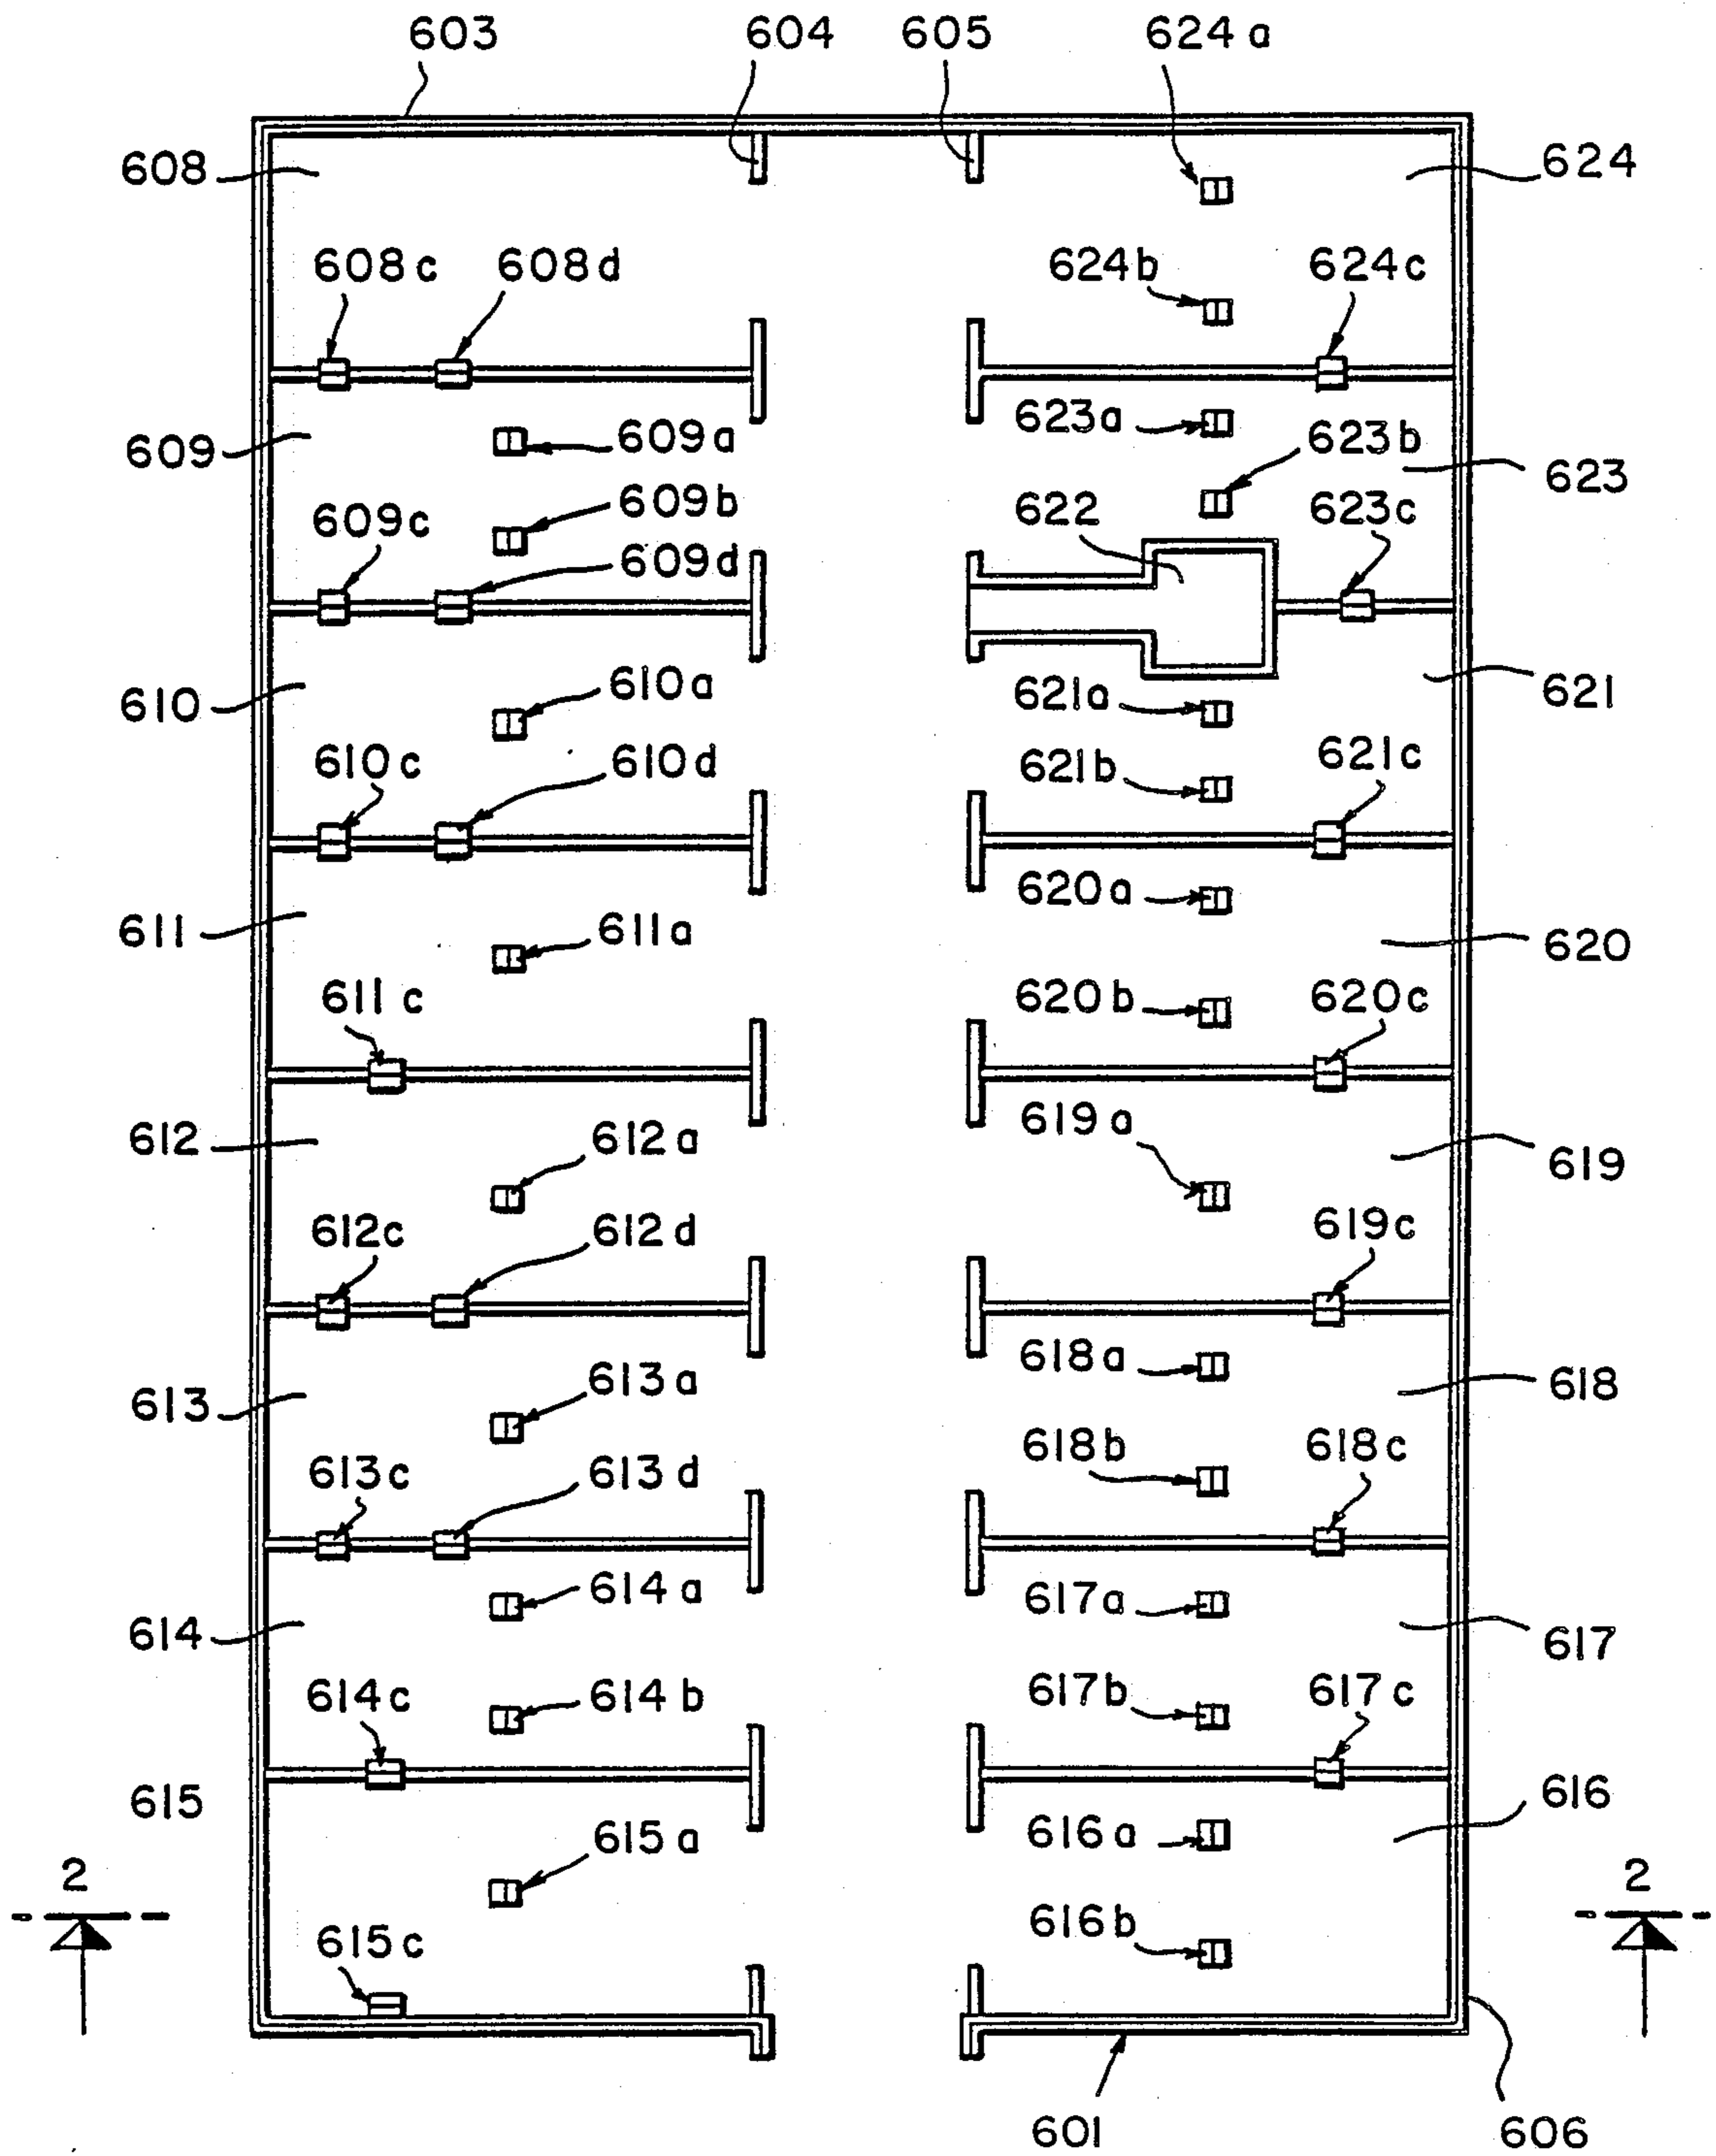 603 604 605 624a
608 624
608c 608d 624b 624c
609 609a 623a 623b 623
609c 609b 622 623c
609d
610 610a 621a 621
610c 610d 621b 621c
611 611a 620a 620
611c 620b 620c
612 612a 619a 619
612c 612d 619c
613 613a 618a 618
613c 613d 618b 618c
614 614a 617a 617
614c 614b 617b 617c
615 615a 616a 616
2 2
615c 616b
601 606